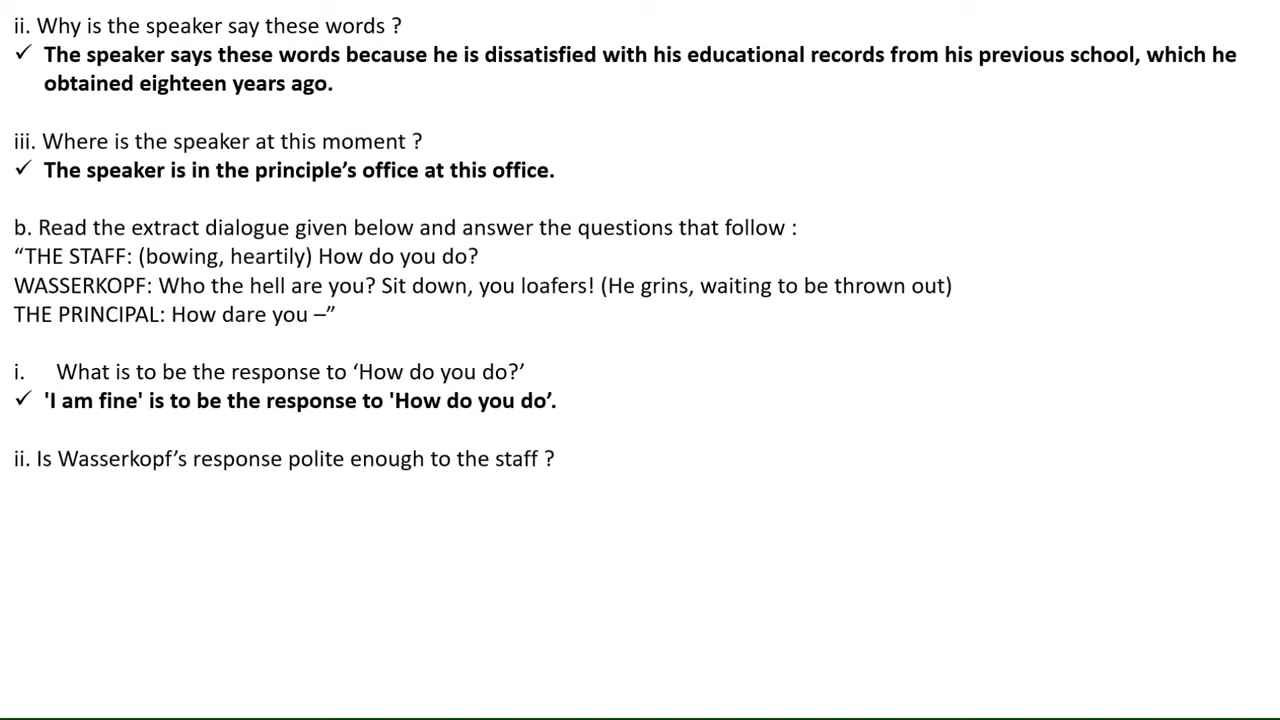 ii. Why is the speaker say these words ?
✓ The speaker says these words because he is dissatisfied with his educational records from his previous school, which he
obtained eighteen years ago.
iii. Where is the speaker at this moment ?
✓ The speaker is in the principle’s office at this office.
b. Read the extract dialogue given below and answer the questions that follow :
“THE STAFF: (bowing, heartily) How do you do?
WASSERKOPF: Who the hell are you? Sit down, you loafers! (He grins, waiting to be thrown out)
THE PRINCIPAL: How dare you –”
i. What is to be the response to ‘How do you do?’
✓ 'I am fine' is to be the response to 'How do you do’.
ii. Is Wasserkopf’s response polite enough to the staff ?